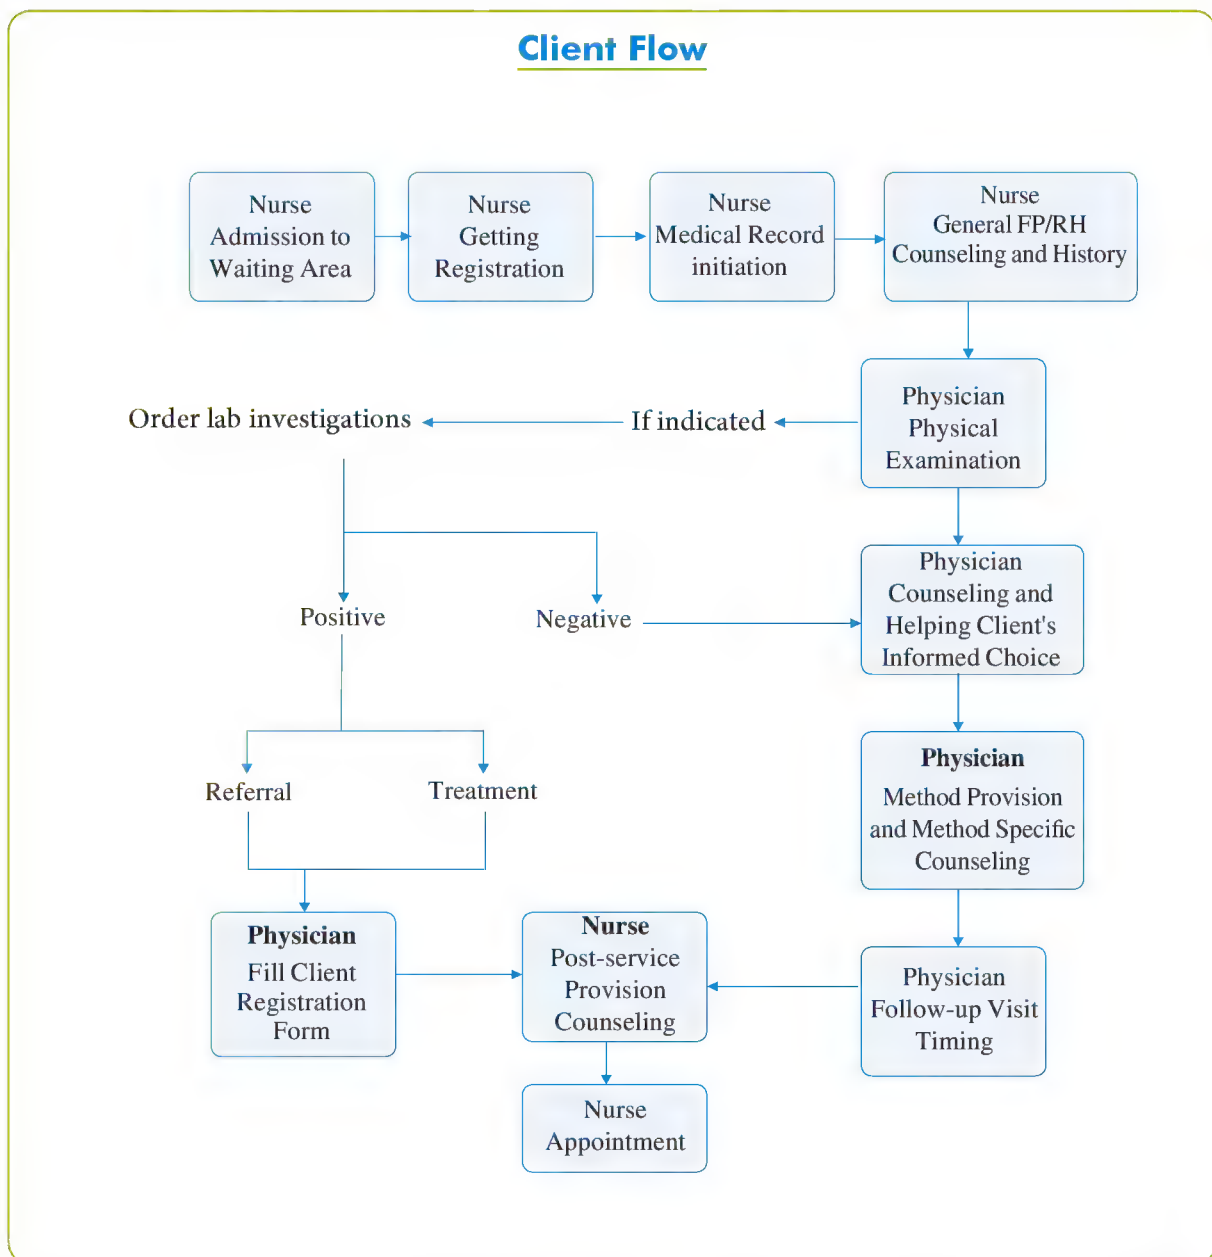 Client Flow
Nurse
Admission to
Waiting Area
Nurse
Getting
Registration
Nurse
Medical Record
initiation
Nurse
General FP/RH
Counseling and History
Order lab investigations
If indicated
Physician
Physical
Examination
Positive
Negative
Physician
Counseling and
Helping Client's
Informed Choice
Referral
Treatment
Physician
Method Provision
and Method Specific
Counseling
Physician
Fill Client
Registration
Form
Nurse
Post-service
Provision
Counseling
Physician
Follow-up Visit
Timing
Nurse
Appointment